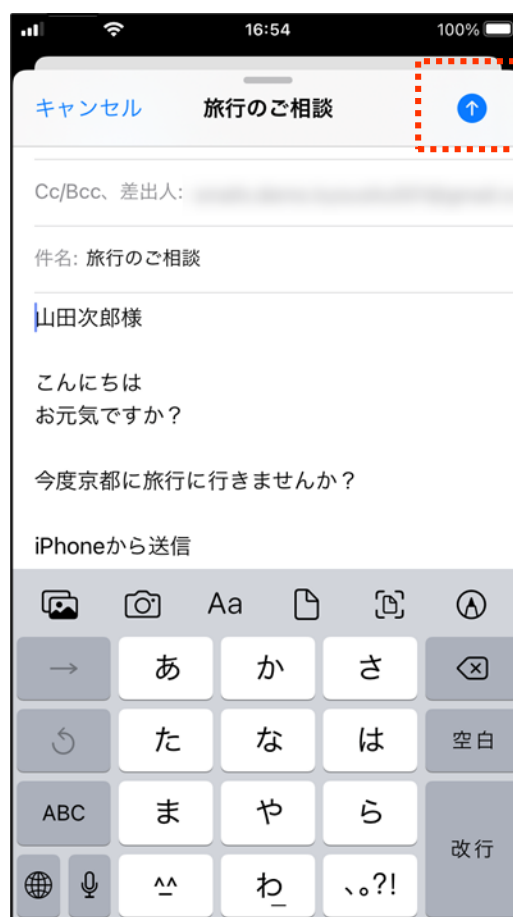 16:54
100%
キャンセル
旅行のご相談
Cc/Bcc、差出人:
件名: 旅行のご相談
山田次郎様
こんにちは
お元気ですか？
今度京都に旅行に行きませんか？
iPhoneから送信
Aa
→ あ か さ
た な は 空白
ABC ま や ら
改行
^^ わ_ 、。?!